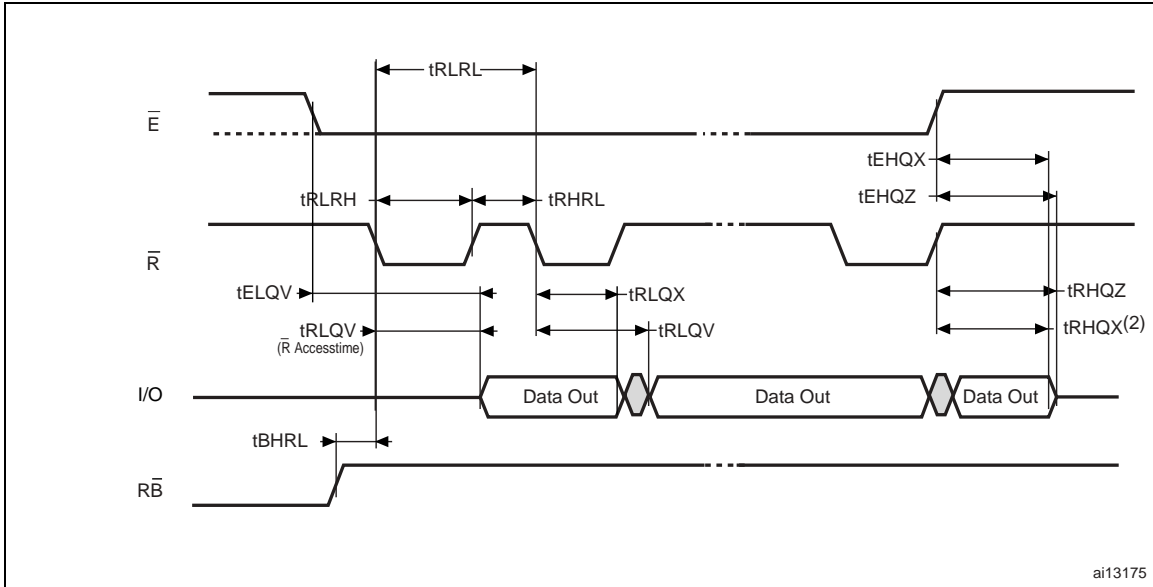 tRLRL
E̅
tEHQX
tEHQZ
tRLRH
tRHRL
R̅
tELQV
tRLQX
tRHQZ
tRLQV
(R̅ Accesstime)
tRLQV
tRHQX(2)
I/O
Data Out
Data Out
Data Out
tBHRL
RB̅
ai13175